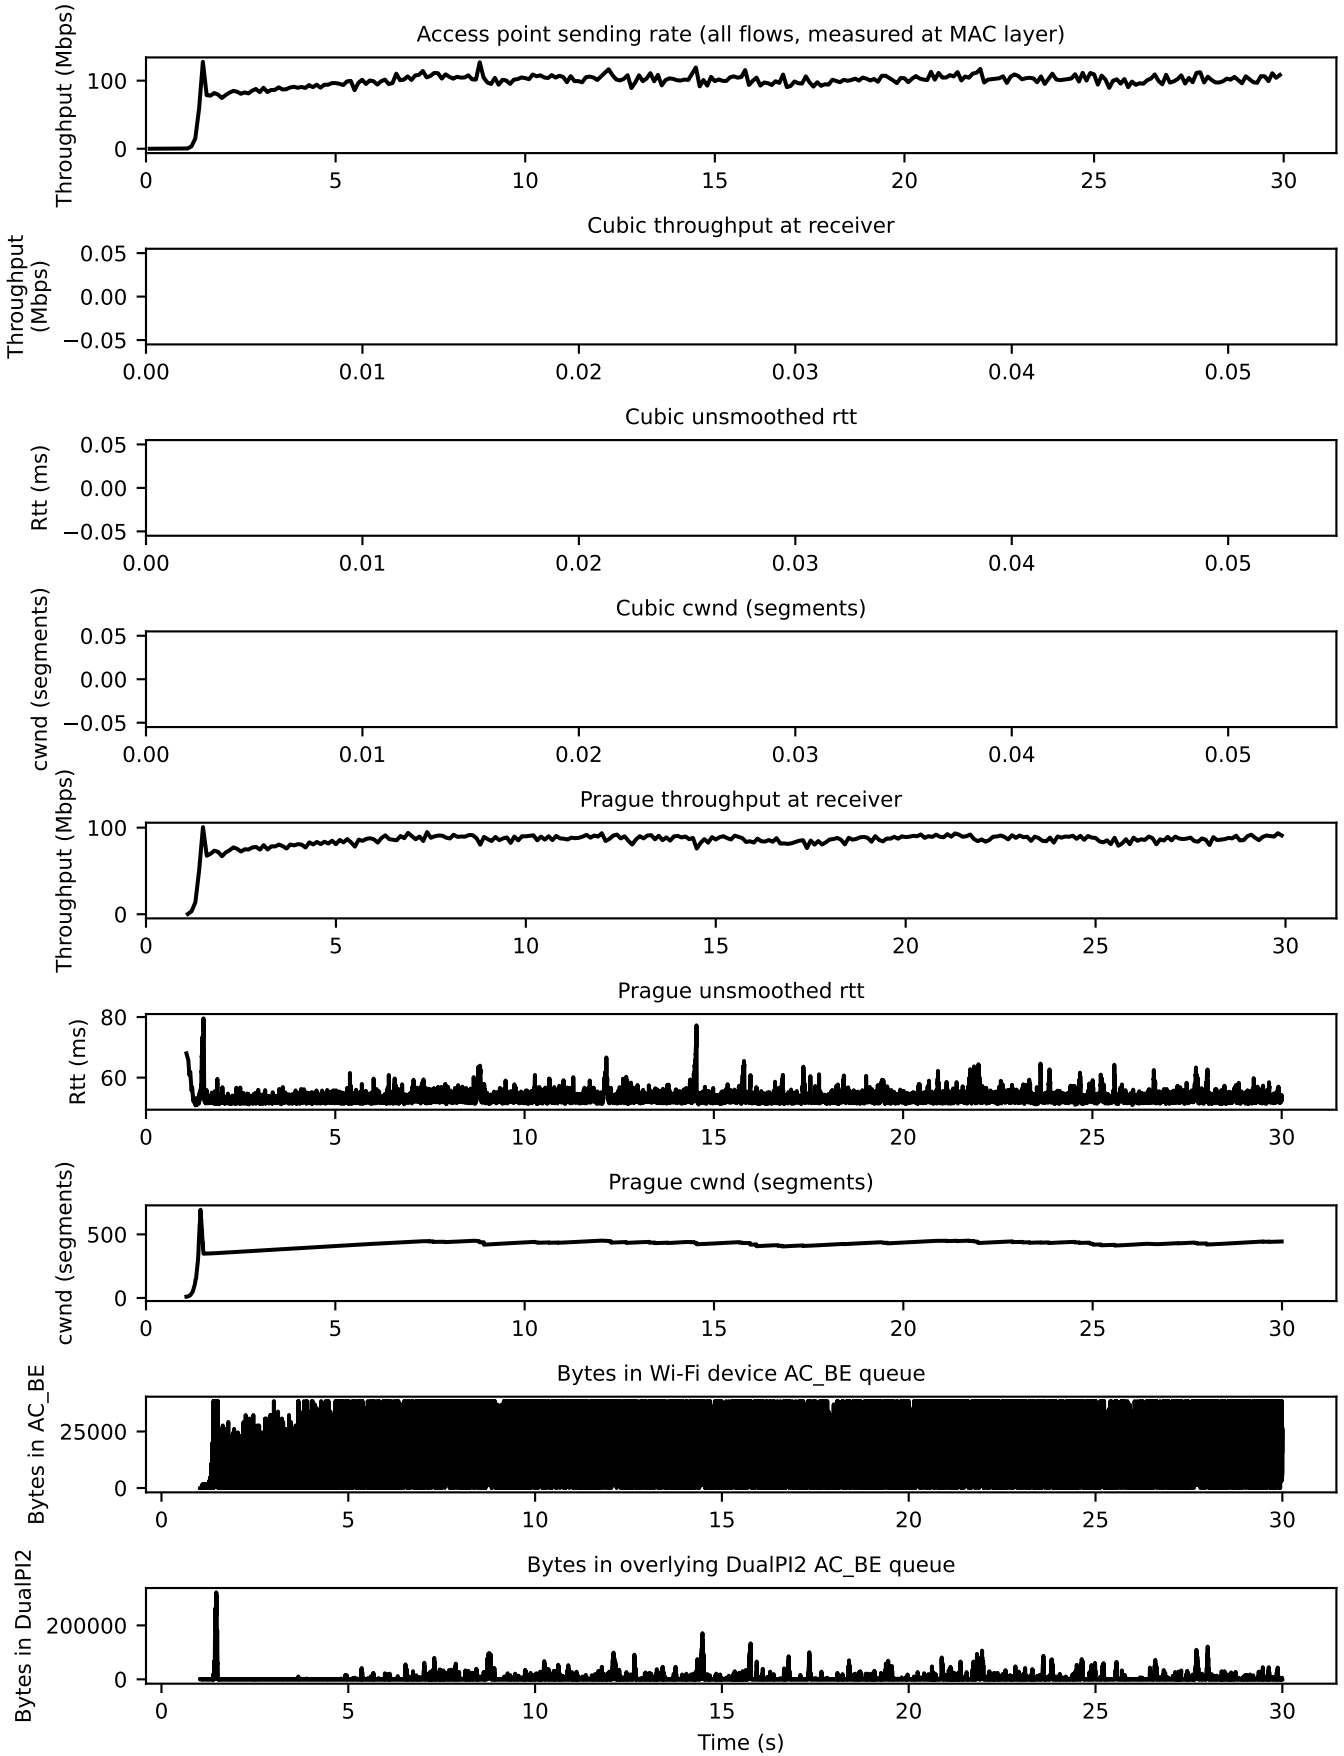 Access point sending rate (all flows, measured at MAC layer)
Throughput (Mbps)
100
0
0 5 10 15 20 25 30
Cubic throughput at receiver
Throughput
(Mbps)
0.05
0.00
−0.05
0.00 0.01 0.02 0.03 0.04 0.05
Cubic unsmoothed rtt
Rtt (ms)
0.05
0.00
−0.05
0.00 0.01 0.02 0.03 0.04 0.05
Cubic cwnd (segments)
cwnd (segments)
0.05
0.00
−0.05
0.00 0.01 0.02 0.03 0.04 0.05
Prague throughput at receiver
Throughput (Mbps)
100
0
0 5 10 15 20 25 30
Prague unsmoothed rtt
Rtt (ms)
80
60
0 5 10 15 20 25 30
Prague cwnd (segments)
cwnd (segments)
500
0
0 5 10 15 20 25 30
Bytes in Wi-Fi device AC_BE queue
Bytes in AC_BE
25000
0
0 5 10 15 20 25 30
Bytes in overlying DualPI2 AC_BE queue
Bytes in DualPI2
200000
0
0 5 10 15 20 25 30
Time (s)